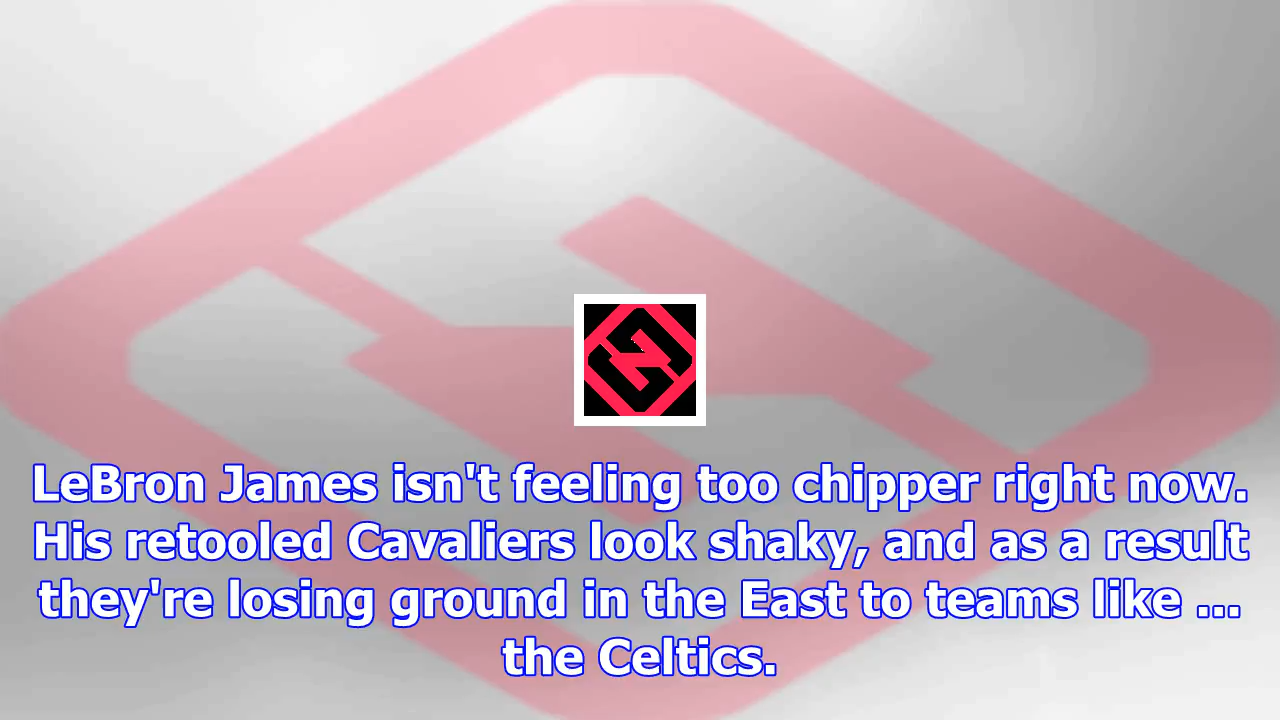 LeBron James isn't feeling too chipper right now.
His retooled Cavaliers look shaky, and as a result
they're losing ground in the East to teams like ...
the Celtics.